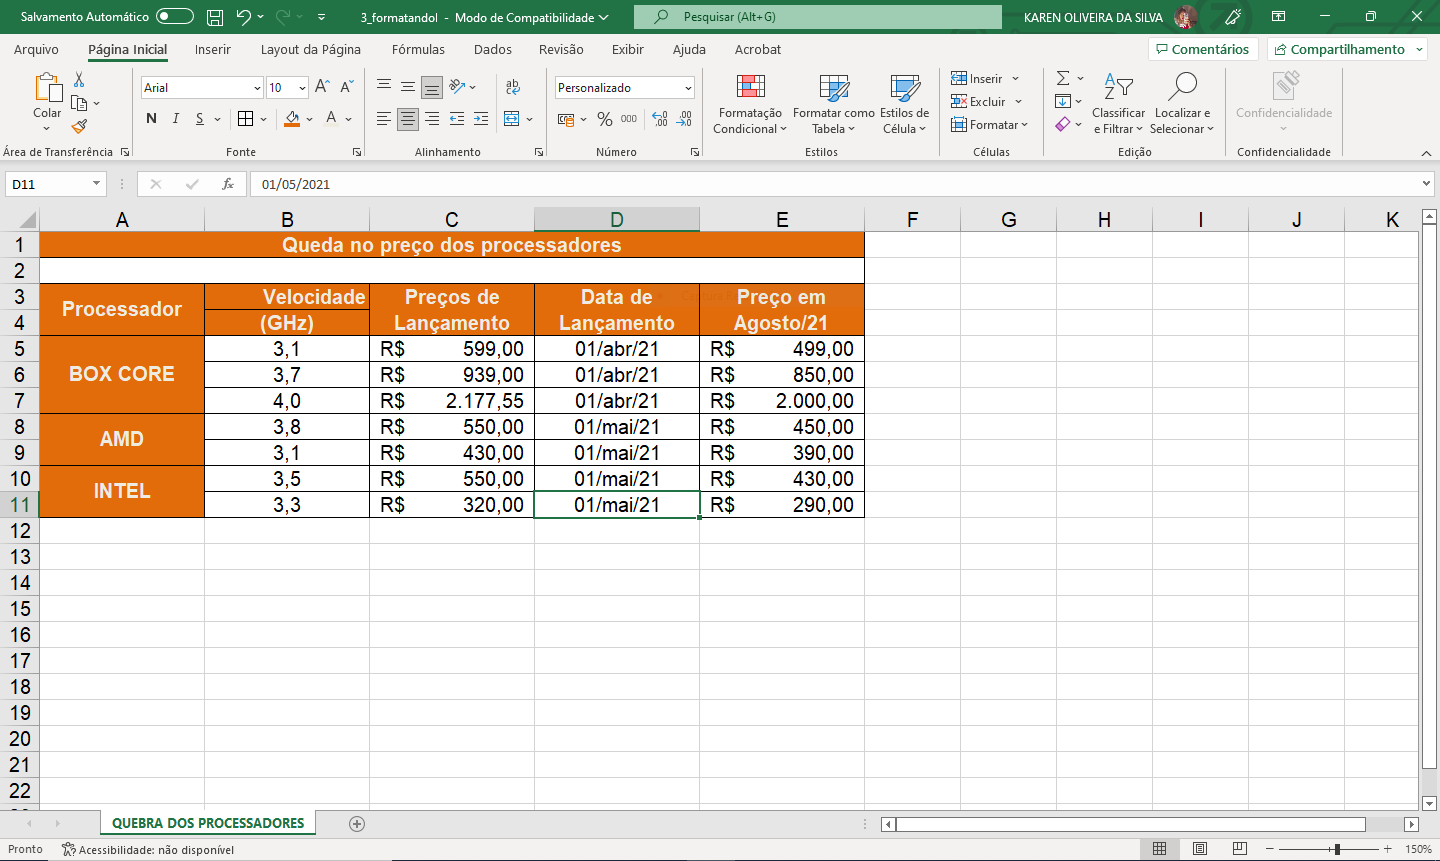 Salvamento Automático
3_formatandol - Modo de Compatibilidade
Pesquisar (Alt+G)
KAREN OLIVEIRA DA SILVA
Arquivo Página Inicial Inserir Layout da Página Fórmulas Dados Revisão Exibir Ajuda Acrobat
Comentários Compartilhamento
Colar
Área de Transferência
Arial 10
N I S
Fonte
ab
Alinhamento
Personalizado
% 000
Número
Formatação Condicional
Formatar como Tabela
Estilos de Célula
Estilos
Inserir
Excluir
Formatar
Células
Classificar e Filtrar
Localizar e Selecionar
Edição
Confidencialidade
Confidencialidade
D11 fx 01/05/2021
A B C D E F G H I J K
1 Queda no preço dos processadores
2
3 Processador Velocidade Preços de Data de Preço em
4 (GHz) Lançamento Lançamento Agosto/21
5 3,1 R$ 599,00 01/abr/21 R$ 499,00
6 BOX CORE 3,7 R$ 939,00 01/abr/21 R$ 850,00
7 4,0 R$ 2.177,55 01/abr/21 R$ 2.000,00
8 AMD 3,8 R$ 550,00 01/mai/21 R$ 450,00
9 3,1 R$ 430,00 01/mai/21 R$ 390,00
10 INTEL 3,5 R$ 550,00 01/mai/21 R$ 430,00
11 3,3 R$ 320,00 01/mai/21 R$ 290,00
12
13
14
15
16
17
18
19
20
21
22
QUEBRA DOS PROCESSADORES
Pronto Acessibilidade: não disponível 150%